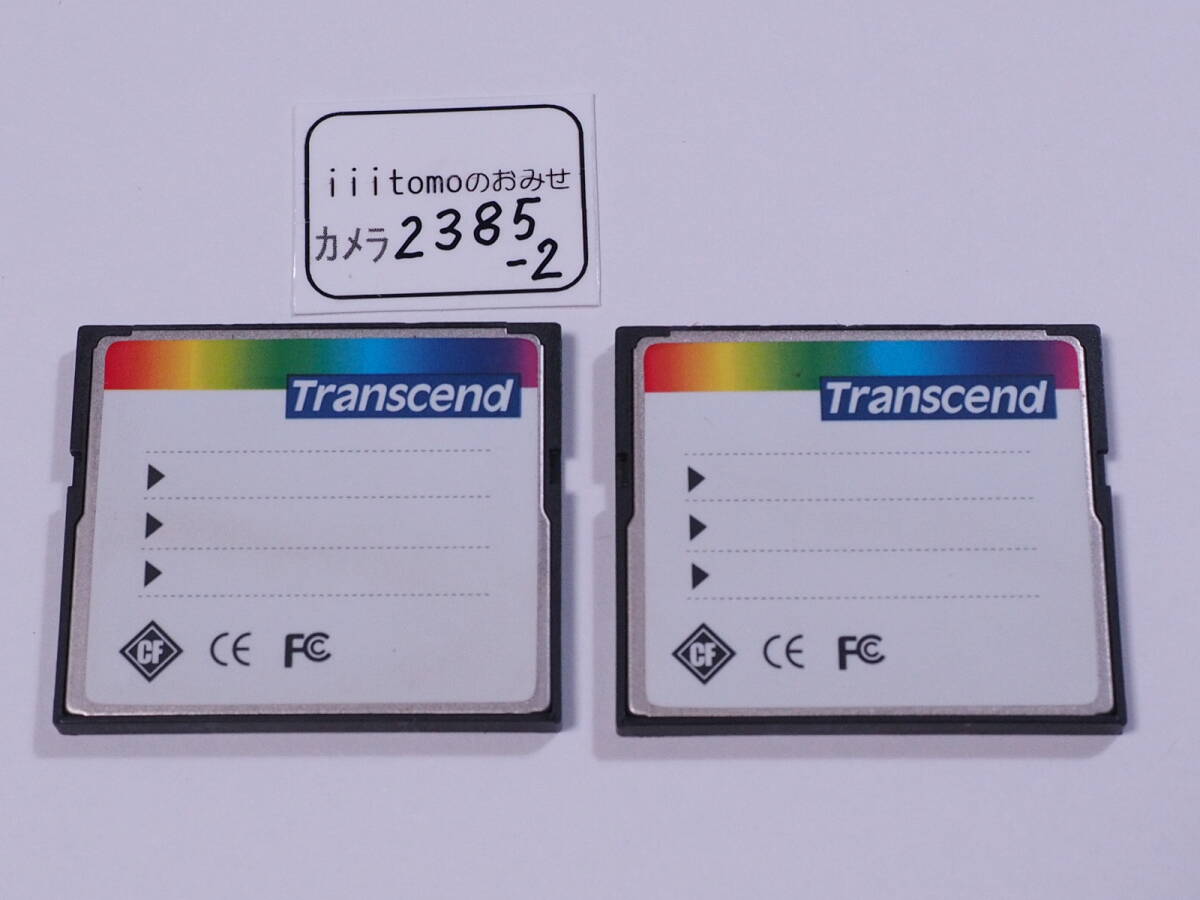 iiitomoのおみせ
カメラ2385
-2
Transcend
CF CE FC
Transcend
CF CE FC